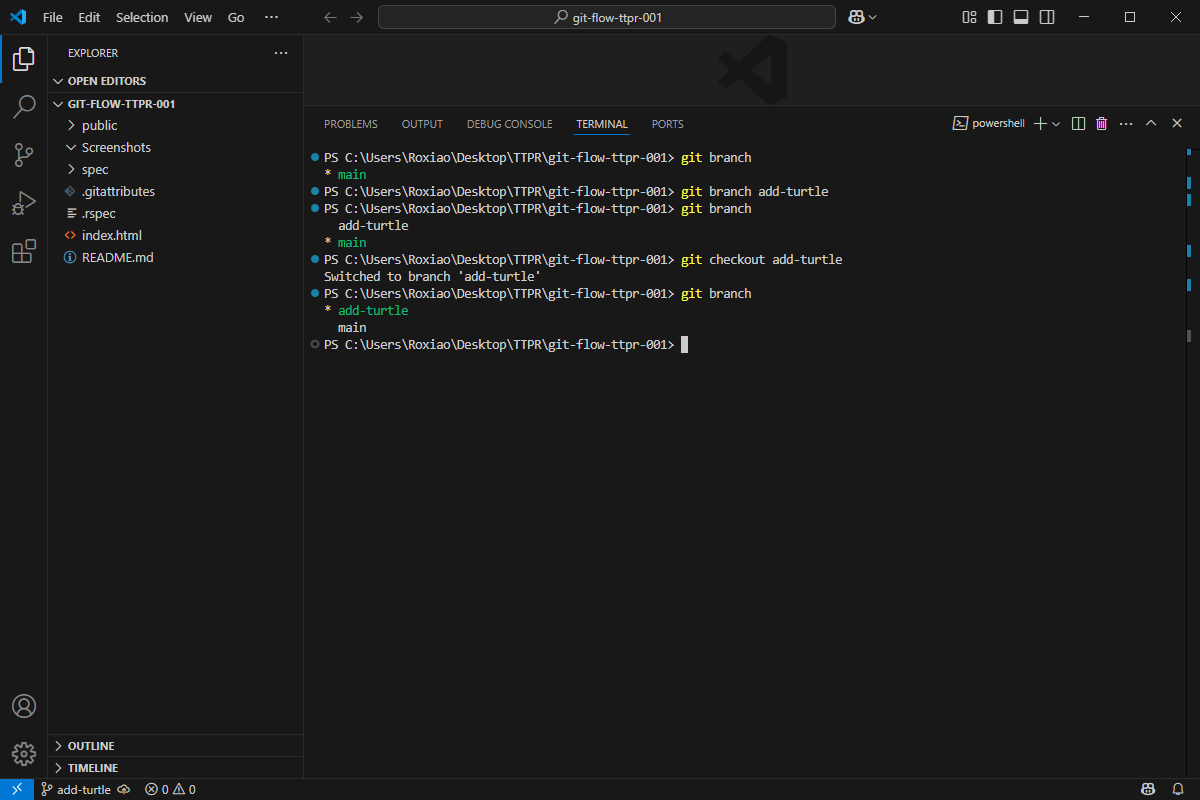 File Edit Selection View Go ···
git-flow-ttpr-001
EXPLORER
OPEN EDITORS
GIT-FLOW-TTPR-001
public
Screenshots
spec
.gitattributes
.rspec
index.html
README.md
OUTLINE
TIMELINE
PROBLEMS OUTPUT DEBUG CONSOLE TERMINAL PORTS
powershell
PS C:\Users\Roxiao\Desktop\TTPR\git-flow-ttpr-001> git branch
* main
PS C:\Users\Roxiao\Desktop\TTPR\git-flow-ttpr-001> git branch add-turtle
PS C:\Users\Roxiao\Desktop\TTPR\git-flow-ttpr-001> git branch
add-turtle
* main
PS C:\Users\Roxiao\Desktop\TTPR\git-flow-ttpr-001> git checkout add-turtle
Switched to branch 'add-turtle'
PS C:\Users\Roxiao\Desktop\TTPR\git-flow-ttpr-001> git branch
* add-turtle
main
PS C:\Users\Roxiao\Desktop\TTPR\git-flow-ttpr-001>
add-turtle 0 0